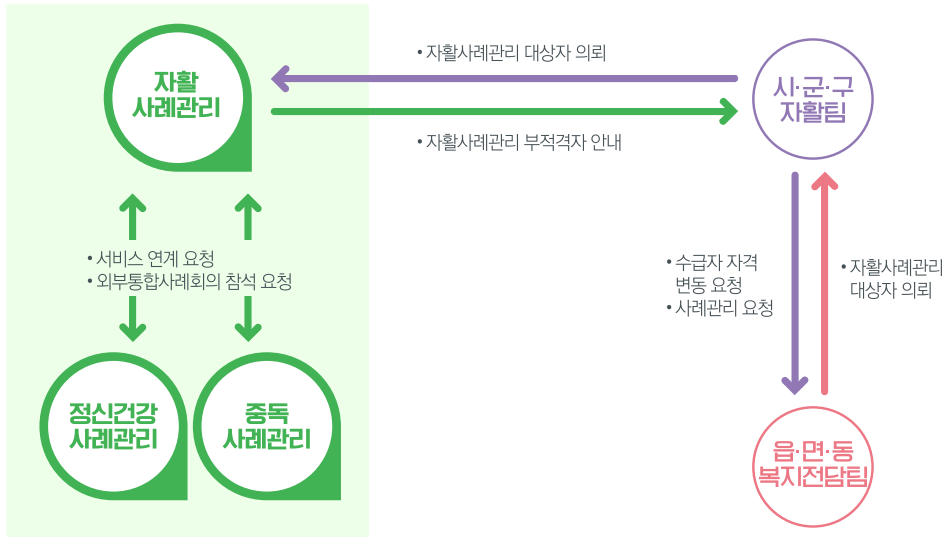 자활
사례관리
• 자활사례관리 대상자 의뢰
• 자활사례관리 부적격자 안내
시·군·구
자활팀
• 서비스 연계 요청
• 외부통합사례회의 참석 요청
• 수급자 자격
변동 요청
• 사례관리 요청
• 자활사례관리
대상자 의뢰
정신건강
사례관리
중독
사례관리
읍·면·동
복지전담팀